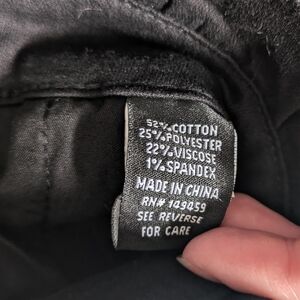 52% COTTON
25% POLYESTER
22% VISCOSE
1% SPANDEX
MADE IN CHINA
RN# 149459
SEE REVERSE
FOR CARE